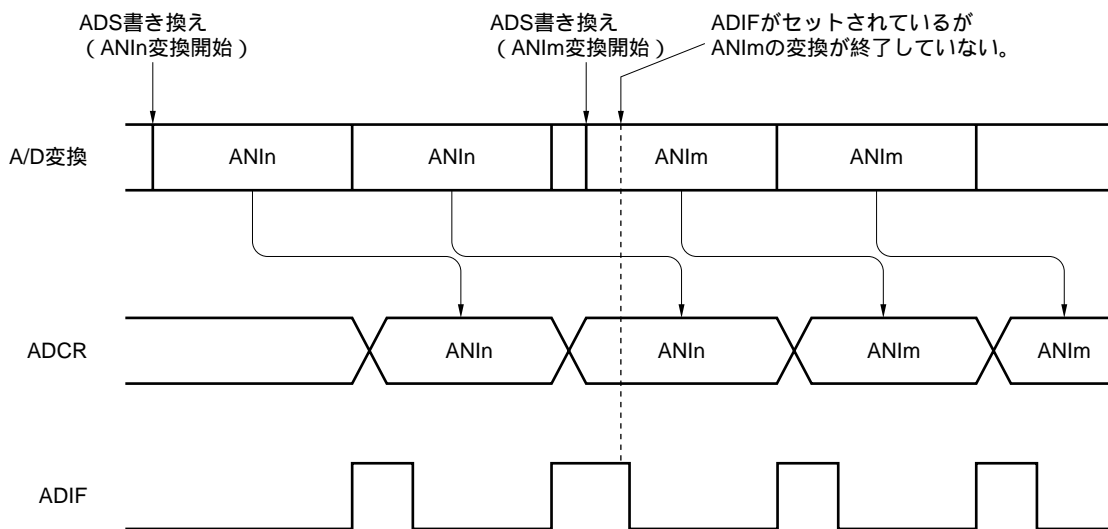 ADS書き換え
（ANIn変換開始）
ADS書き換え
（ANIm変換開始）
ADIFがセットされているが
ANImの変換が終了していない。
A/D変換
ANIn
ANIn
ANIm
ANIm
ADCR
ANIn
ANIn
ANIm
ANIm
ADIF